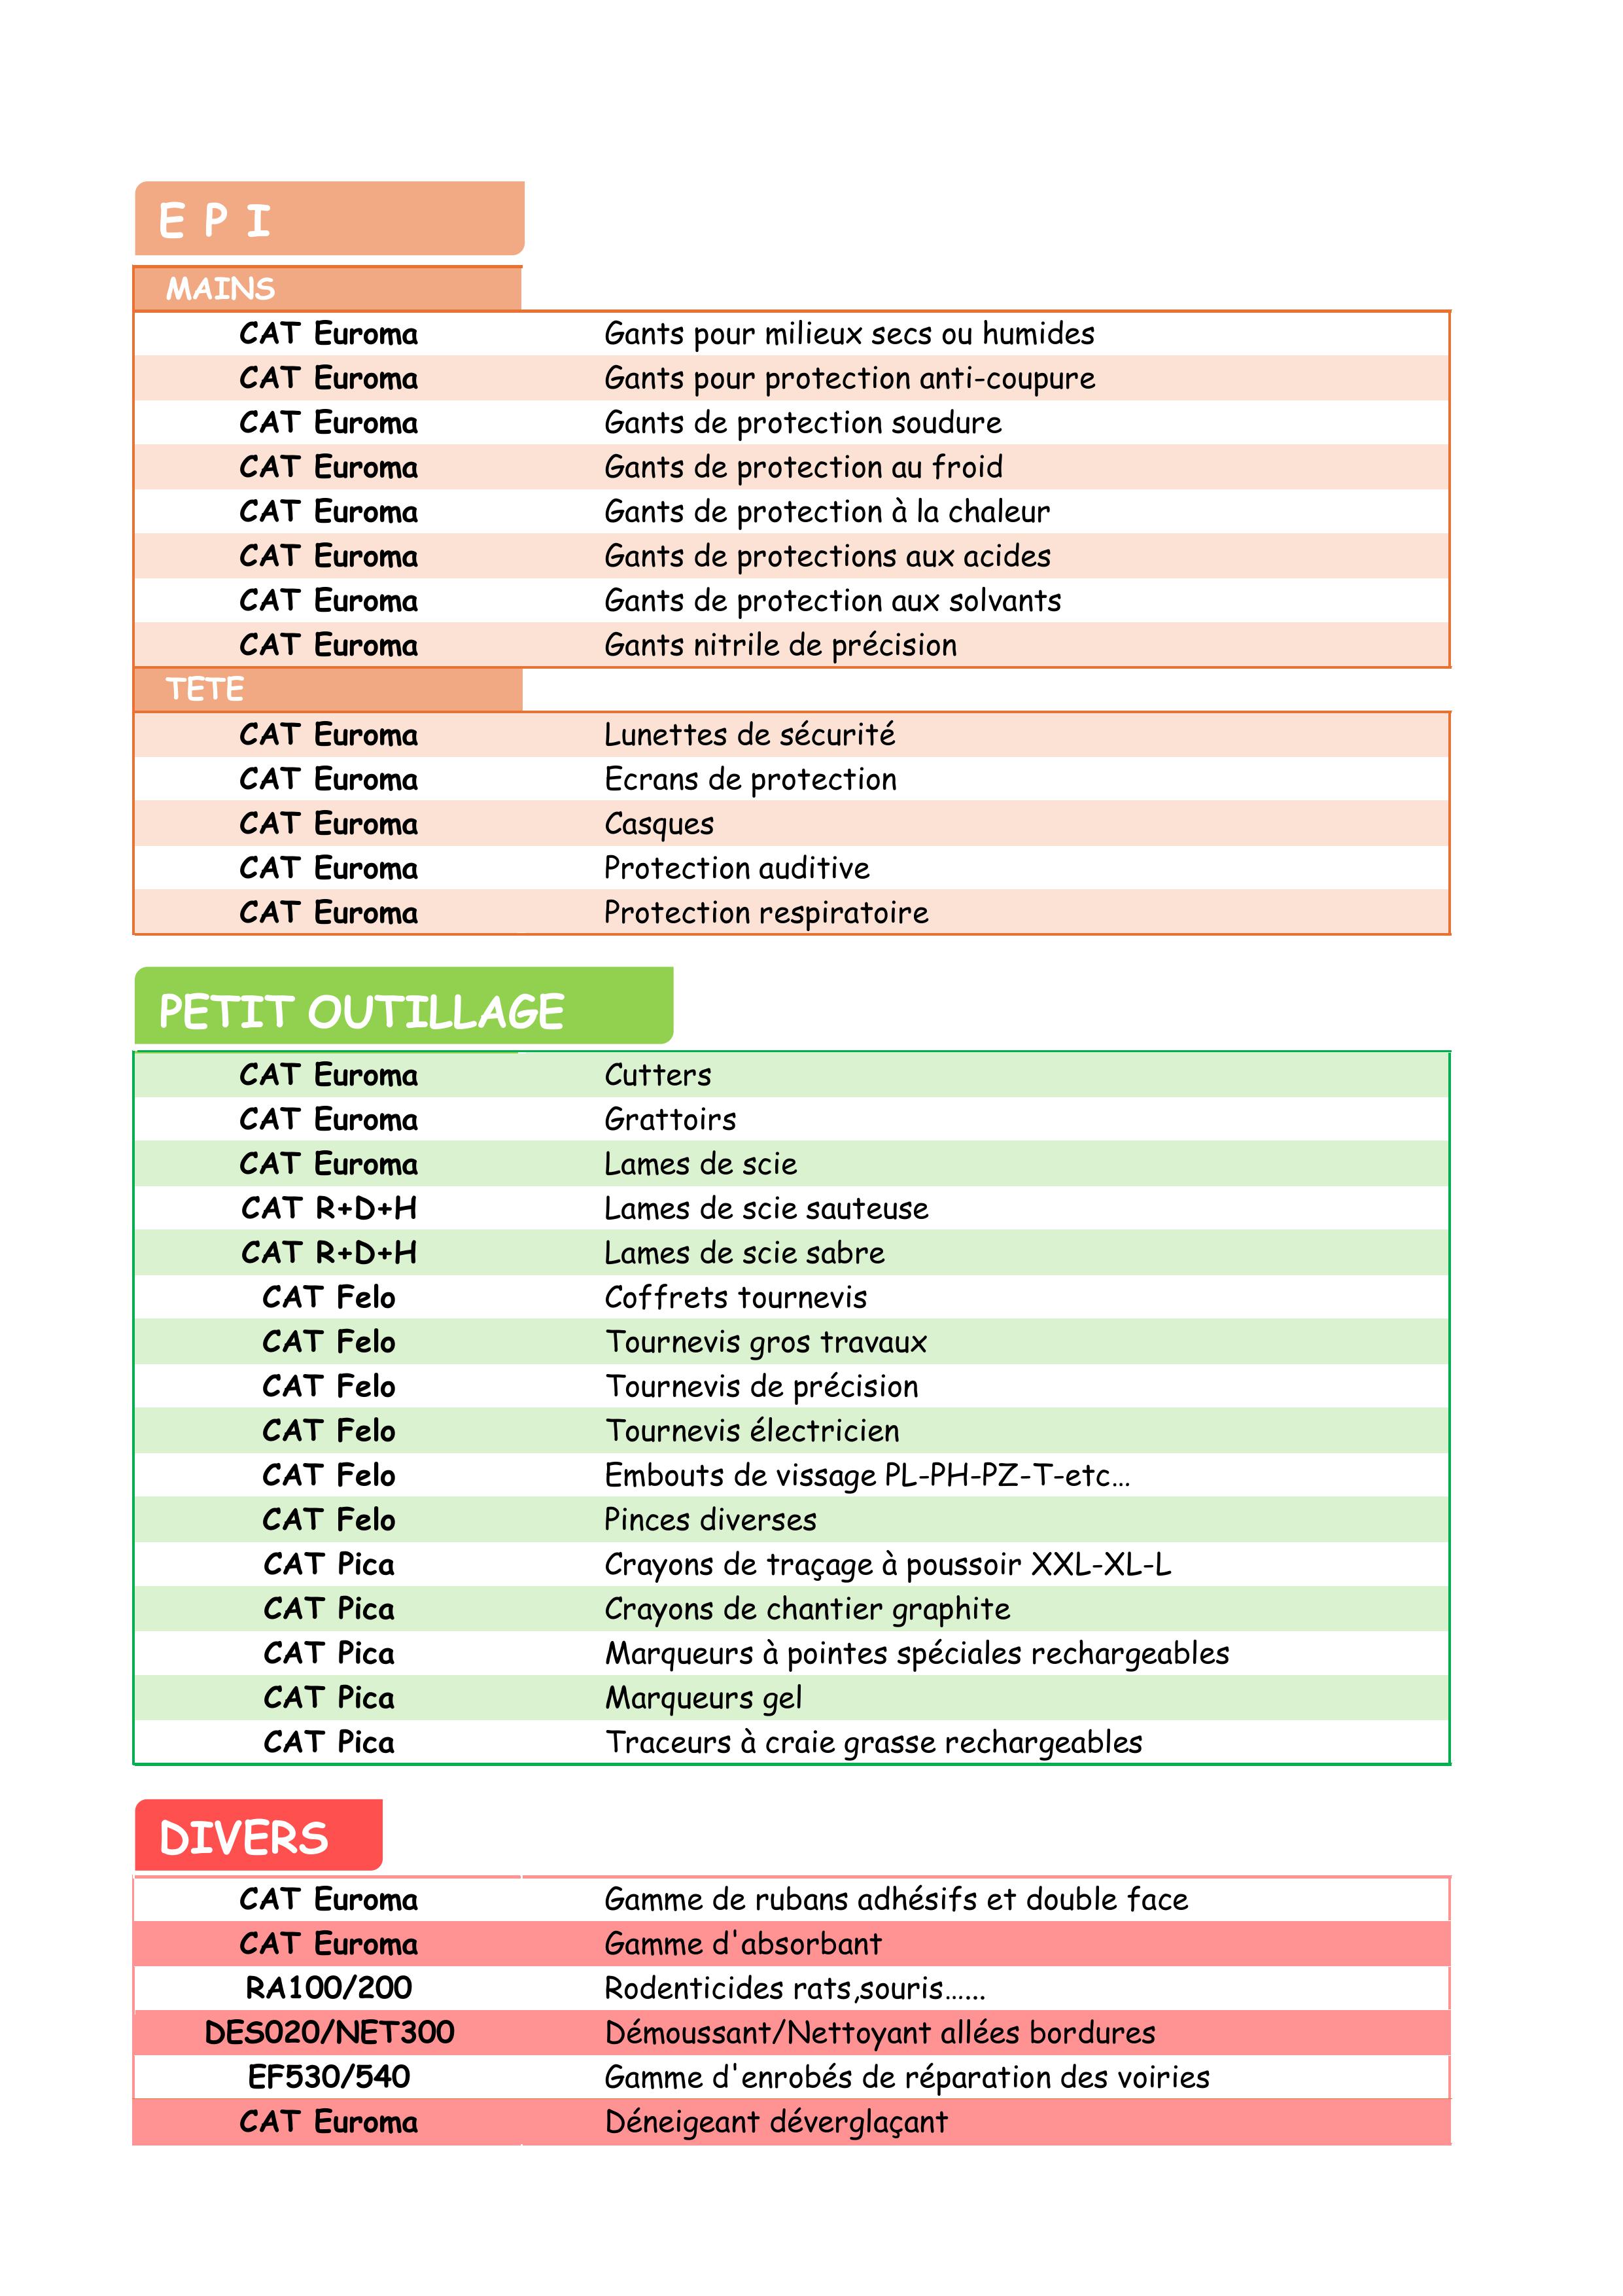 E P I
MAINS
CAT Euroma Gants pour milieux secs ou humides
CAT Euroma Gants pour protection anti-coupure
CAT Euroma Gants de protection soudure
CAT Euroma Gants de protection au froid
CAT Euroma Gants de protection à la chaleur
CAT Euroma Gants de protections aux acides
CAT Euroma Gants de protection aux solvants
CAT Euroma Gants nitrile de précision
TETE
CAT Euroma Lunettes de sécurité
CAT Euroma Ecrans de protection
CAT Euroma Casques
CAT Euroma Protection auditive
CAT Euroma Protection respiratoire
PETIT OUTILLAGE
CAT Euroma Cutters
CAT Euroma Grattoirs
CAT Euroma Lames de scie
CAT R+D+H Lames de scie sauteuse
CAT R+D+H Lames de scie sabre
CAT Felo Coffrets tournevis
CAT Felo Tournevis gros travaux
CAT Felo Tournevis de précision
CAT Felo Tournevis électricien
CAT Felo Embouts de vissage PL-PH-PZ-T-etc...
CAT Felo Pinces diverses
CAT Pica Crayons de traçage à poussoir XXL-XL-L
CAT Pica Crayons de chantier graphite
CAT Pica Marqueurs à pointes spéciales rechargeables
CAT Pica Marqueurs gel
CAT Pica Traceurs à craie grasse rechargeables
DIVERS
CAT Euroma Gamme de rubans adhésifs et double face
CAT Euroma Gamme d'absorbant
RA100/200 Rodenticides rats,souris…...
DES020/NET300 Démoussant/Nettoyant allées bordures
EF530/540 Gamme d'enrobés de réparation des voiries
CAT Euroma Déneigeant déverglaçant